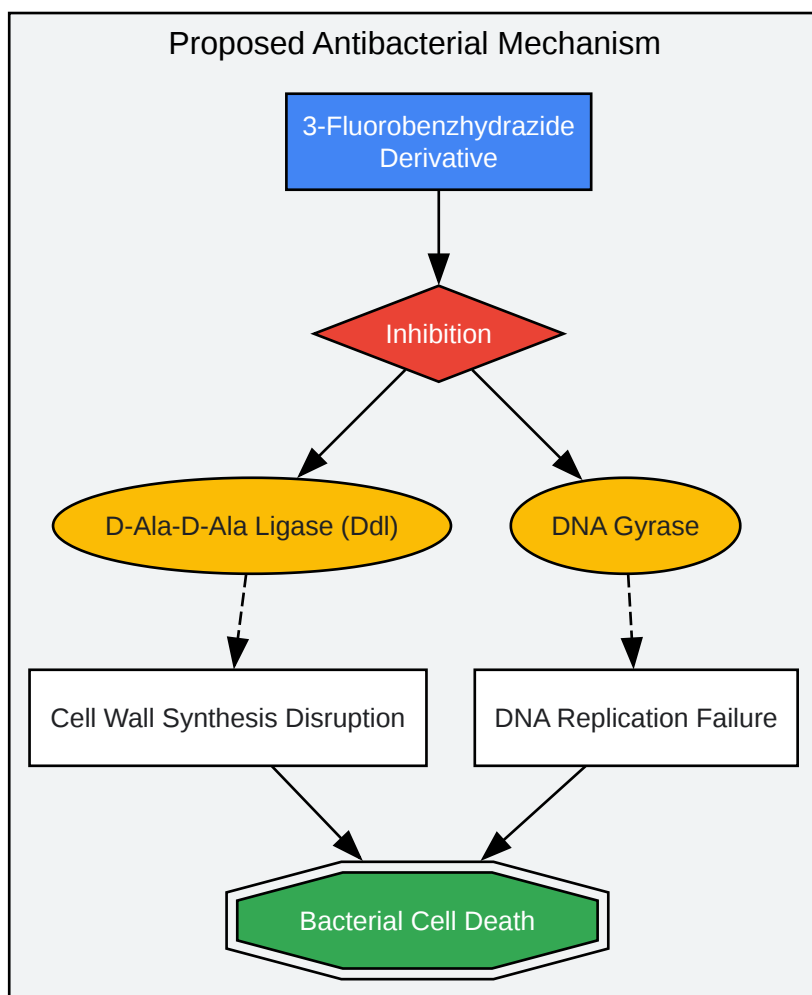 Proposed Antibacterial Mechanism
3-Fluorobenzhydrazide
Derivative
Inhibition
D-Ala-D-Ala Ligase (Ddl)
DNA Gyrase
Cell Wall Synthesis Disruption
DNA Replication Failure
Bacterial Cell Death